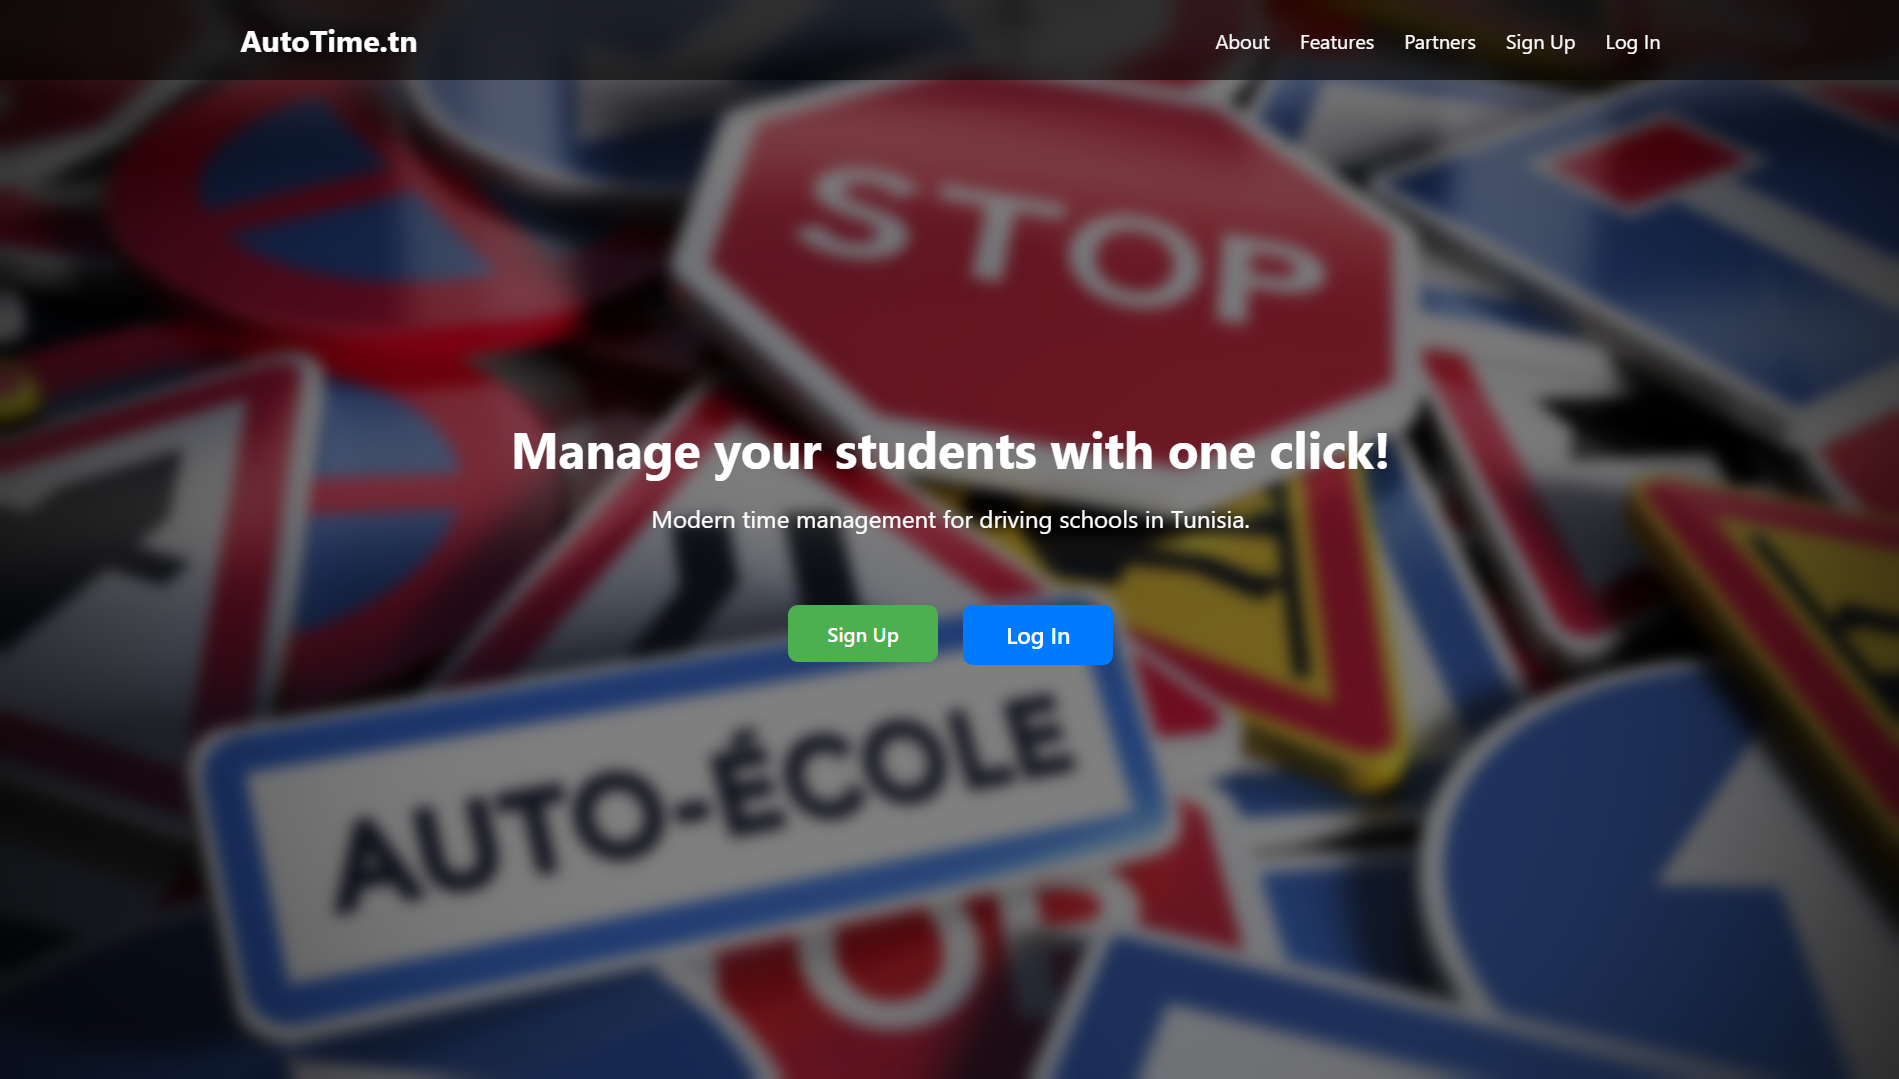 AutoTime.tn
About Features Partners Sign Up Log In
STOP
Manage your students with one click!
Modern time management for driving schools in Tunisia.
Sign Up Log In
AUTO-ÉCOLE